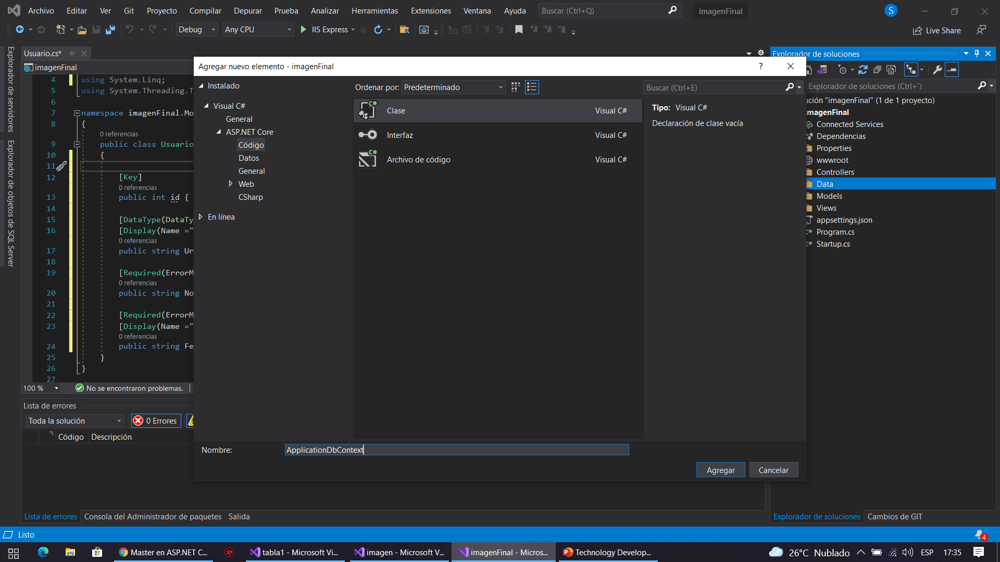 Archivo Editar Ver Git Proyecto Compilar Depurar Prueba Analizar Herramientas Extensiones Ventana Ayuda Buscar (Ctrl+Q) imagenFinal S
Debug Any CPU IIS Express Live Share
Explorador de servidores
Explorador de objetos de SQL Server
Usuario.cs*
imagenFinal
4 using System.Linq;
5 using System.Threading.T
6
7 namespace imagenFinal.Mo
8 {
0 referencias
9 public class Usuario
10 {
11
12 [Key]
0 referencias
13 public int id {
14
15 [DataType(DataTy
16 [Display(Name ="
0 referencias
17 public string Ur
18
19 [Required(ErrorM
0 referencias
20 public string No
21
22 [Required(ErrorM
23 [Display(Name ="
0 referencias
24 public string Fe
25 }
26 }
27
100 % No se encontraron problemas.
Lista de errores
Toda la solución 0 Errores
Código Descripción
Lista de errores Consola del Administrador de paquetes Salida
Agregar nuevo elemento - imagenFinal ?
Instalado
Visual C#
General
ASP.NET Core
Código
Datos
General
Web
CSharp
En línea
Ordenar por: Predeterminado
Clase Visual C#
Interfaz Visual C#
Archivo de código Visual C#
Buscar (Ctrl+E)
Tipo: Visual C#
Declaración de clase vacía
Nombre: ApplicationDbContext
Agregar Cancelar
Explorador de soluciones
Explorador de soluciones (Ctrl+´)
ución "imagenFinal" (1 de 1 proyecto)
magenFinal
Connected Services
Dependencias
Properties
wwwroot
Controllers
Data
Models
Views
appsettings.json
Program.cs
Startup.cs
Explorador de soluciones Cambios de GIT
Listo 4
Master en ASP.NET C... tabla1 - Microsoft Vi... imagen - Microsoft V... imagenFinal - Micros... Technology Develop... 26°C Nublado ESP 17:35